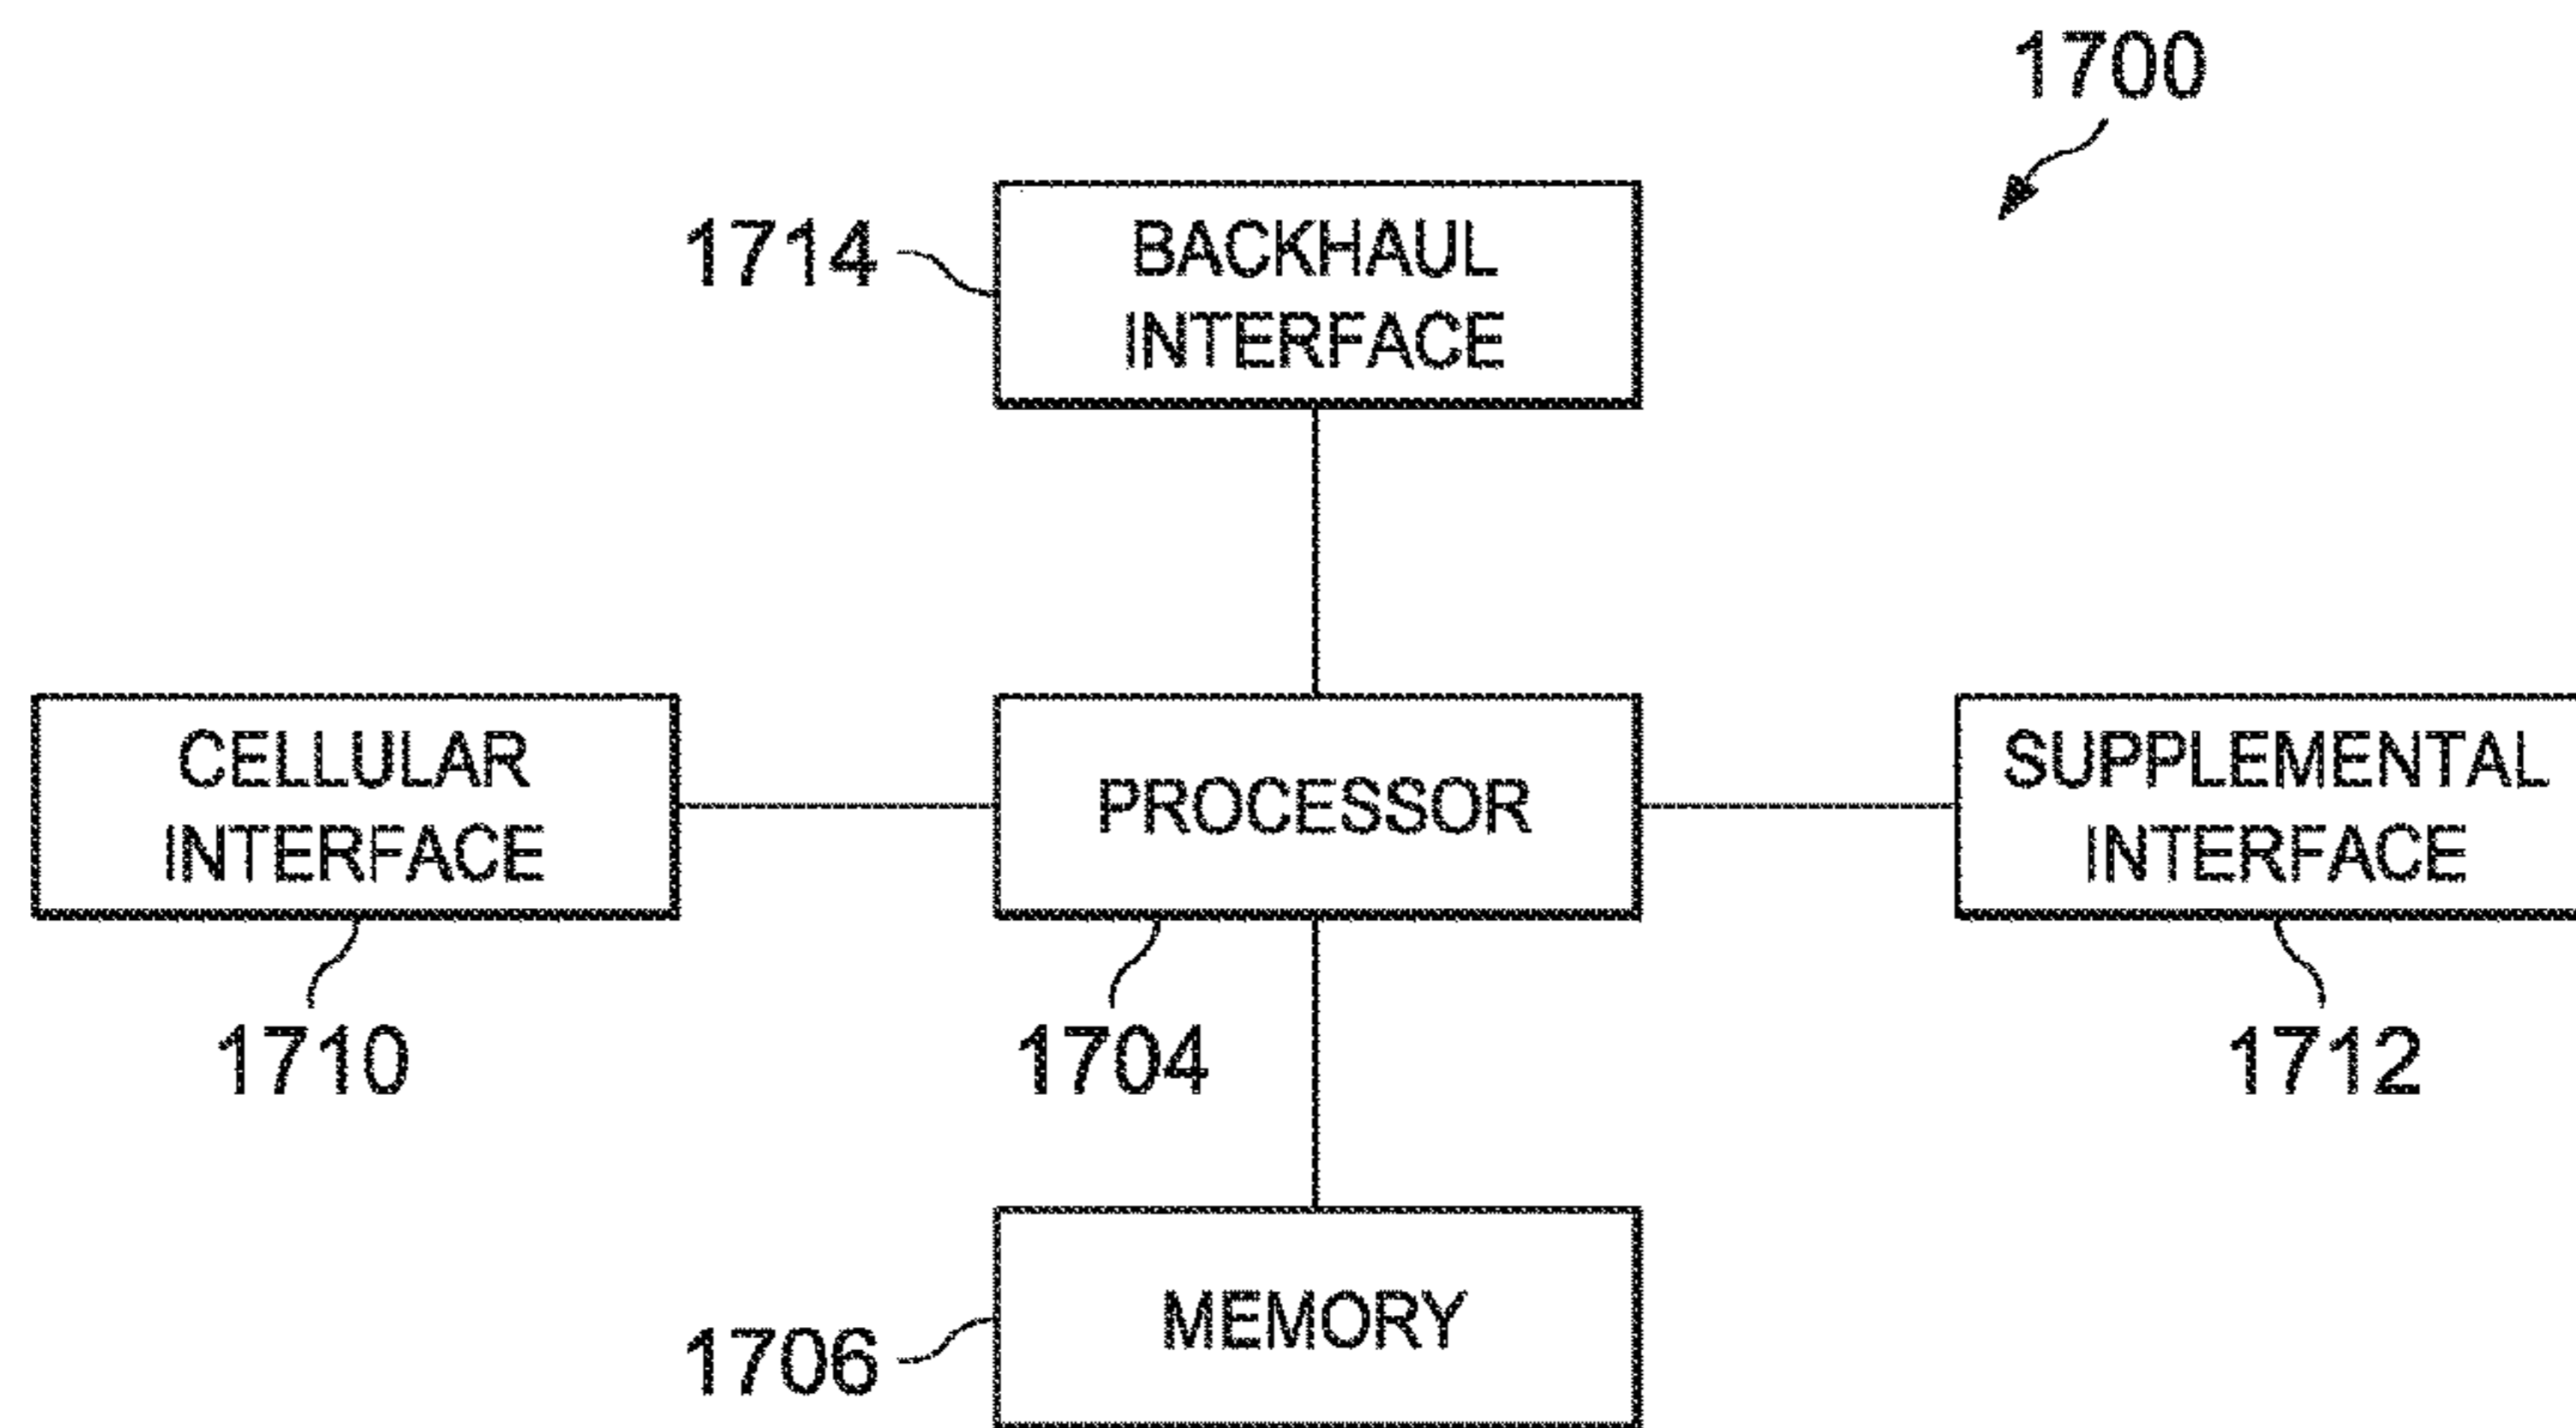 1700
1714
BACKHAUL
INTERFACE
CELLULAR
INTERFACE
PROCESSOR
SUPPLEMENTAL
INTERFACE
1710
1704
1712
1706
MEMORY